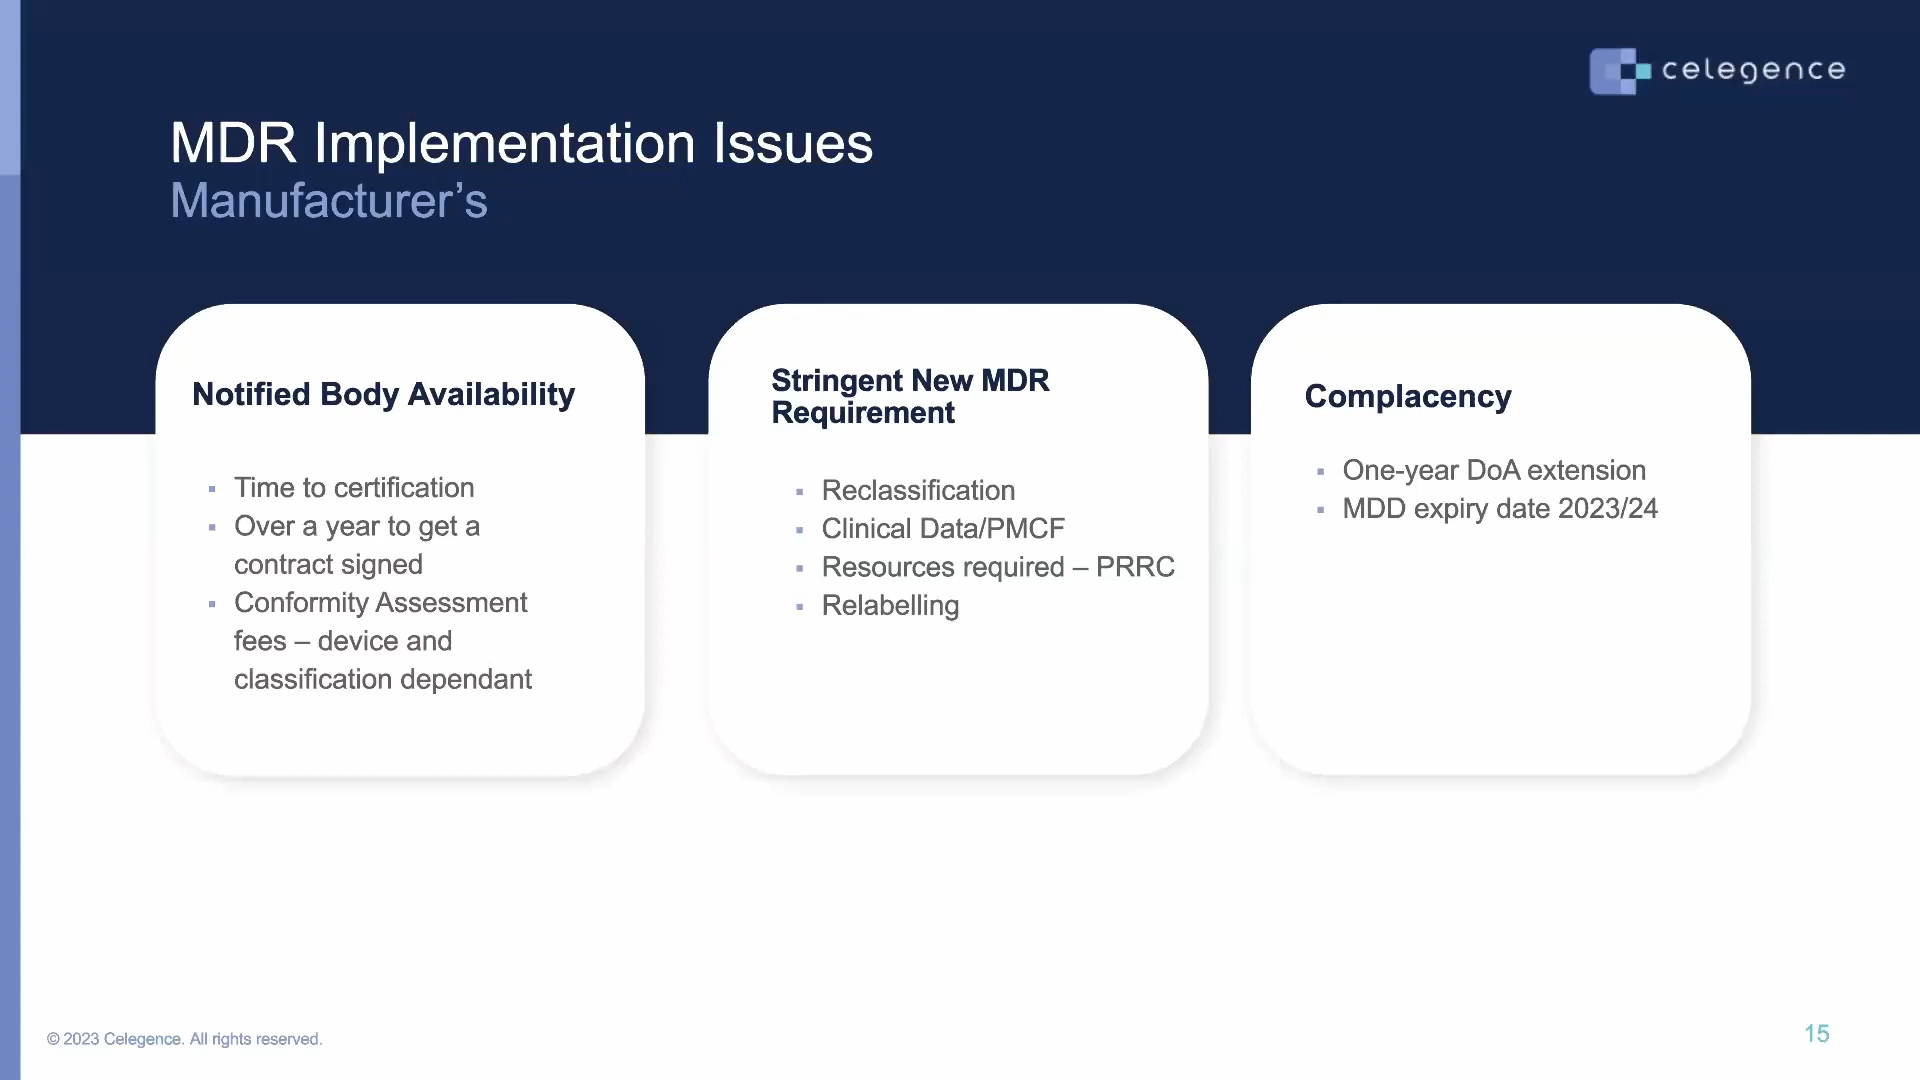 celegence
MDR Implementation Issues
Manufacturer’s
Notified Body Availability
▪ Time to certification
▪ Over a year to get a
contract signed
▪ Conformity Assessment
fees – device and
classification dependant
Stringent New MDR
Requirement
▪ Reclassification
▪ Clinical Data/PMCF
▪ Resources required – PRRC
▪ Relabelling
Complacency
▪ One-year DoA extension
▪ MDD expiry date 2023/24
© 2023 Celegence. All rights reserved.
15